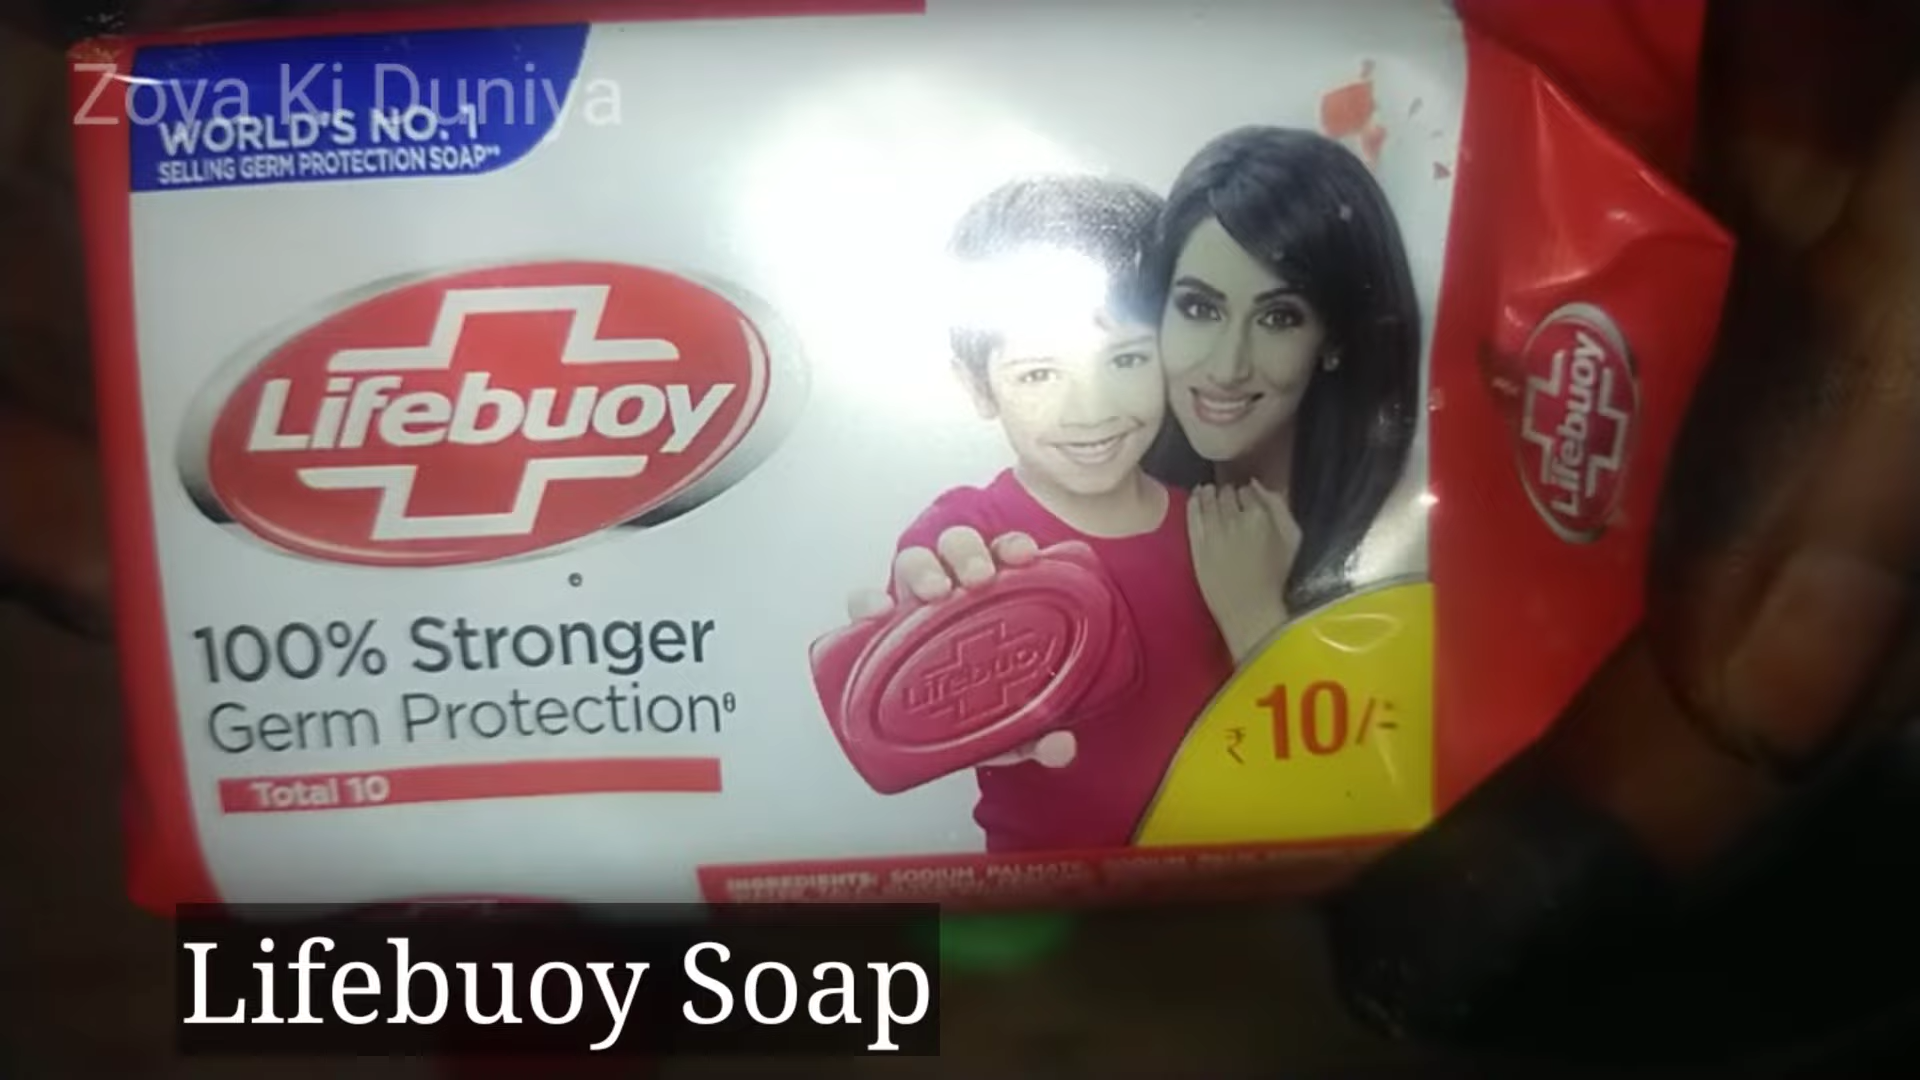 Zoya Ki Duniya
WORLD'S NO. 1
SELLING GERM PROTECTION SOAP**
Lifebuoy
100% Stronger
Germ Protection⁠θ
Total 10
Lifebuoy
₹10/-
Lifebuoy
INGREDIENTS: SODIUM PALMATE,
Lifebuoy Soap